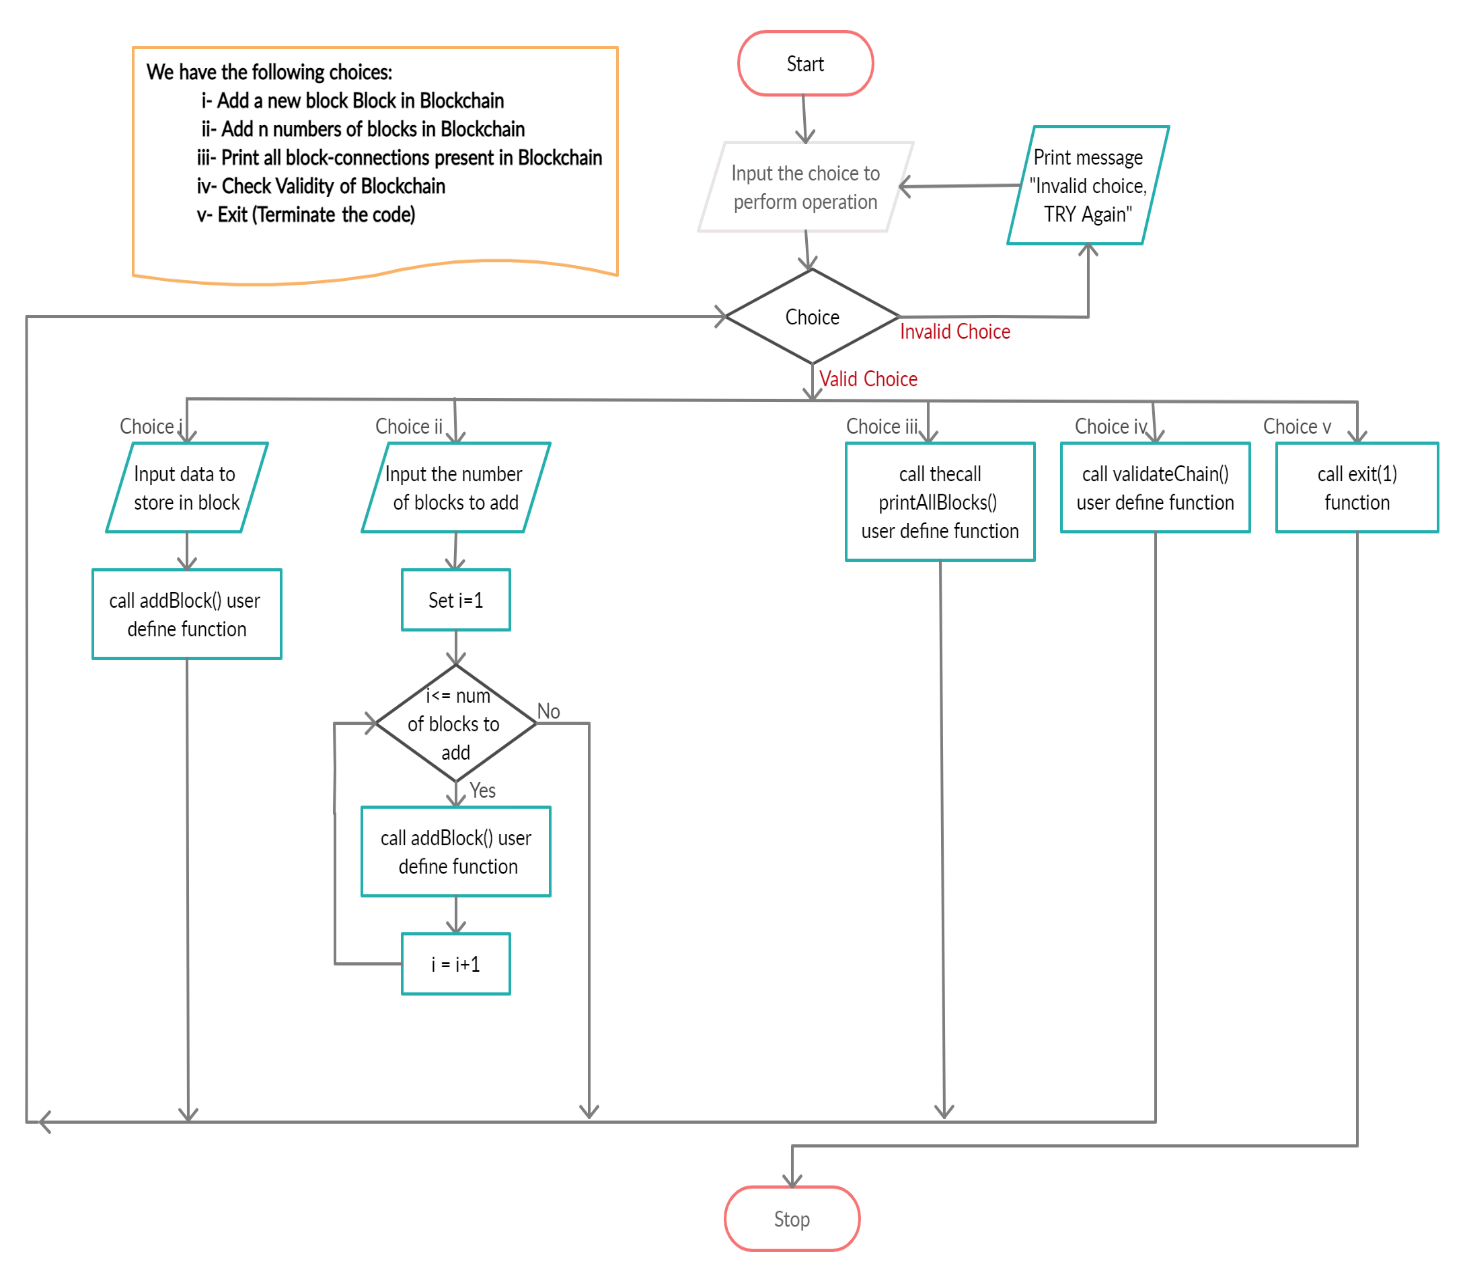 We have the following choices:
i- Add a new block Block in Blockchain
ii- Add n numbers of blocks in Blockchain
iii- Print all block-connections present in Blockchain
iv- Check Validity of Blockchain
v- Exit (Terminate the code)
Start
Input the choice to
perform operation
Print message
"Invalid choice,
TRY Again"
Choice
Invalid Choice
Valid Choice
Choice i
Input data to
store in block
call addBlock() user
define function
Choice ii
Input the number
of blocks to add
Set i=1
i<= num
of blocks to
add
No
Yes
call addBlock() user
define function
i = i+1
Choice iii
call thecall
printAllBlocks()
user define function
Choice iv
call validateChain()
user define function
Choice v
call exit(1)
function
Stop